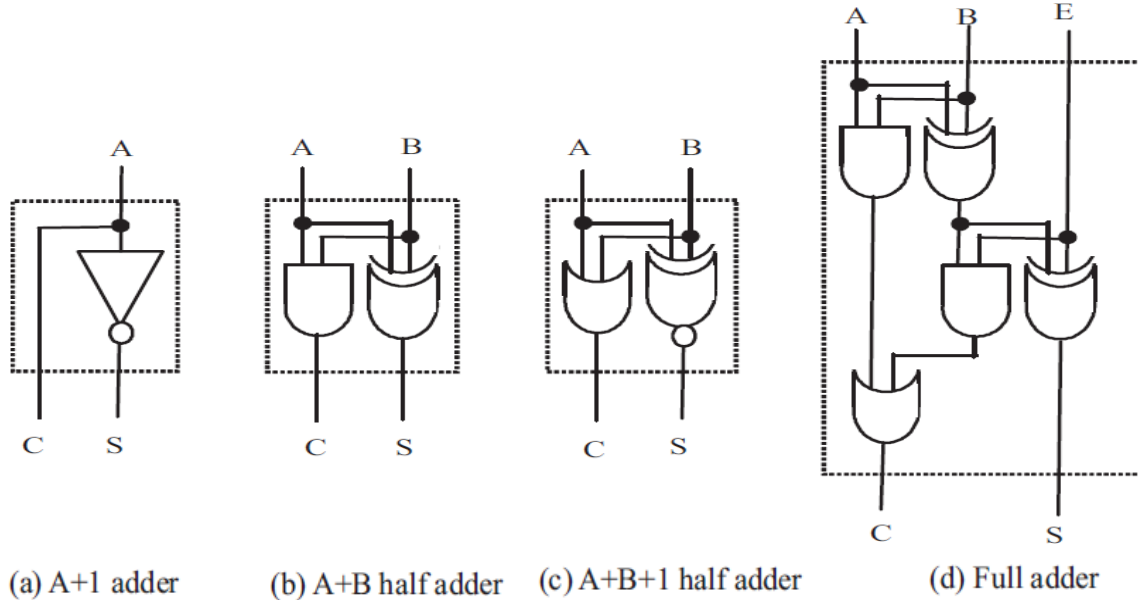 A B E
A
A B
A B
C S
C S
C S
C S
(a) A+1 adder
(b) A+B half adder
(c) A+B+1 half adder
(d) Full adder